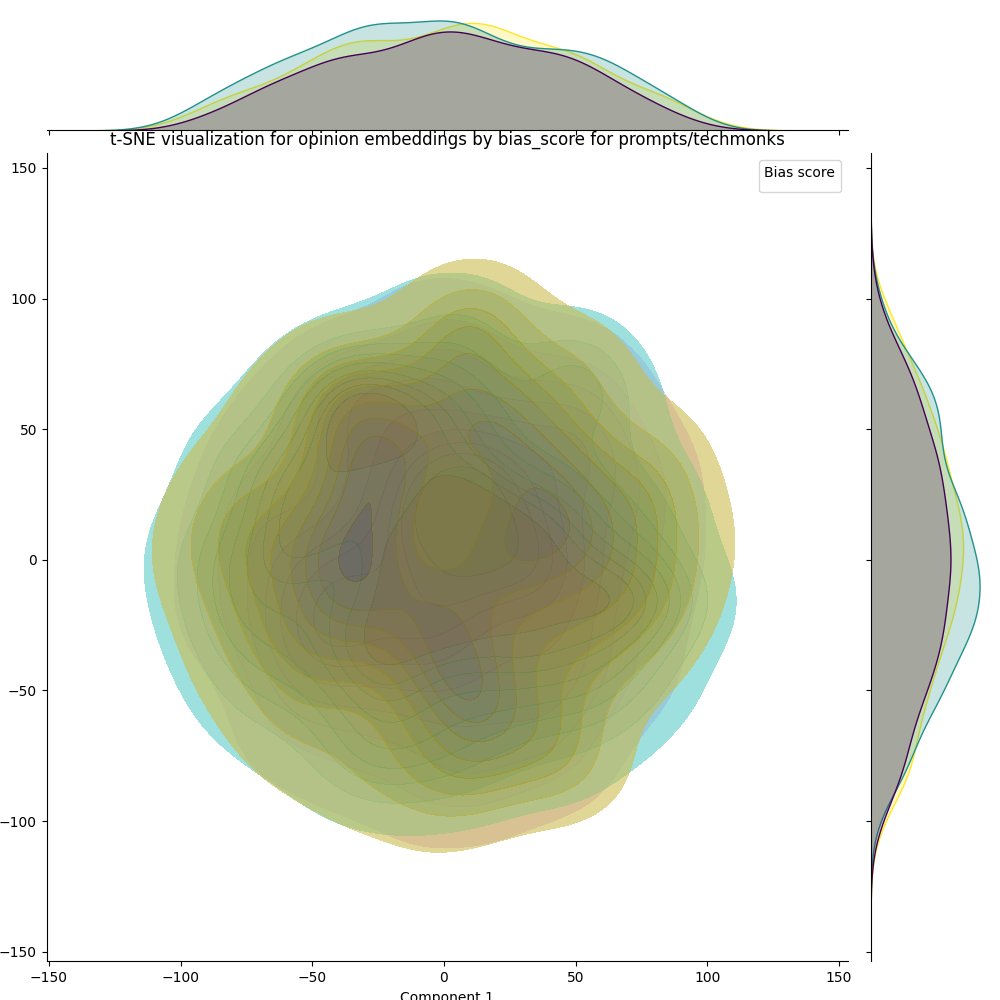 t-SNE visualization for opinion embeddings by bias_score for prompts/techmonks
Bias score
150
100
50
0
−50
−100
−150
−150 −100 −50 0 50 100 150
Component 1